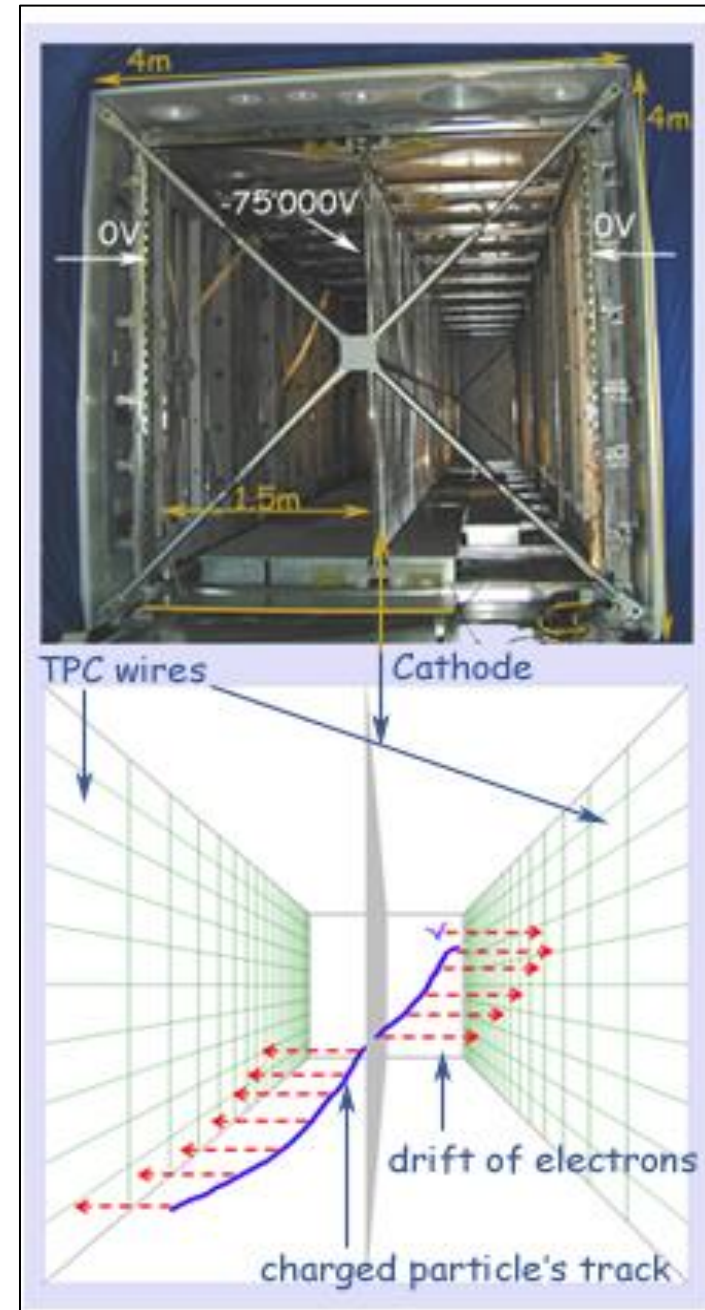 4m
4m
-75'000V
0V
0V
1.5m
TPC wires
Cathode
drift of electrons
charged particle's track